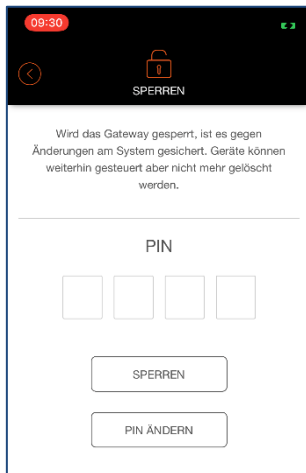 09:30
SPERREN
Wird das Gateway gesperrt, ist es gegen
Änderungen am System gesichert. Geräte können
weiterhin gesteuert aber nicht mehr gelöscht
werden.
PIN
SPERREN
PIN ÄNDERN